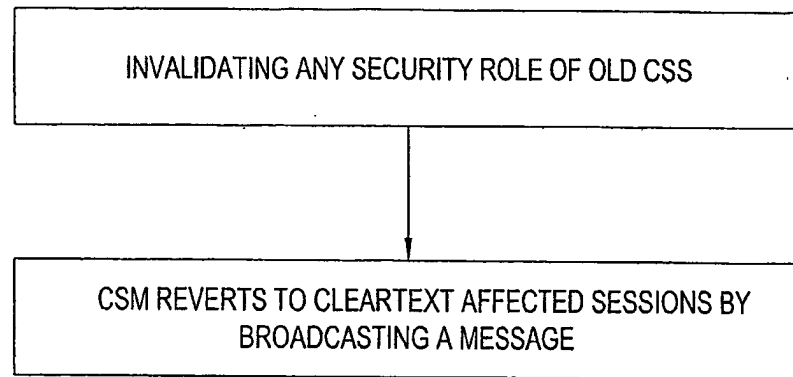 INVALIDATING ANY SECURITY ROLE OF OLD CSS
CSM REVERTS TO CLEARTEXT AFFECTED SESSIONS BY
BROADCASTING A MESSAGE